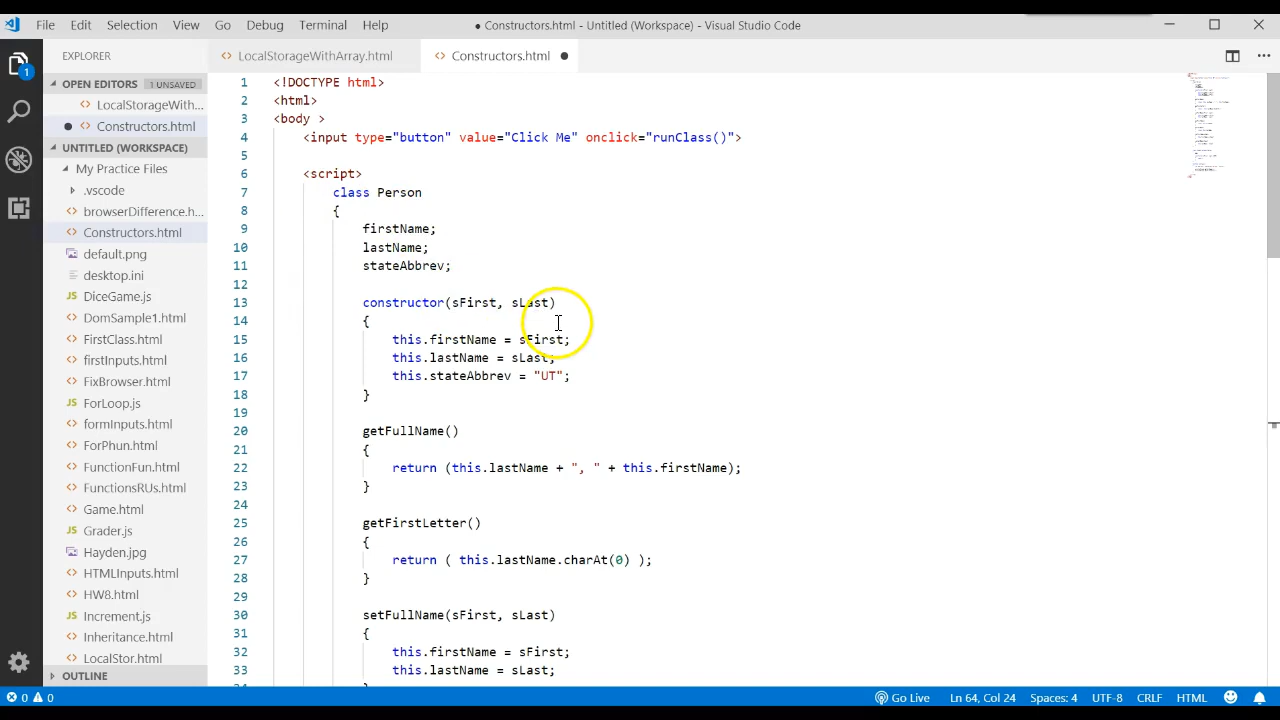 File Edit Selection View Go Debug Terminal Help ● Constructors.html - Untitled (Workspace) - Visual Studio Code
EXPLORER
LocalStorageWithArray.html
Constructors.html
OPEN EDITORS 1 UNSAVED
LocalStorageWith...
Constructors.html
UNTITLED (WORKSPACE)
My Practice Files
.vscode
browserDifference.h...
Constructors.html
default.png
desktop.ini
JS DiceGame.js
DomSample1.html
FirstClass.html
firstInputs.html
FixBrowser.html
JS ForLoop.js
formInputs.html
ForPhun.html
FunctionFun.html
FunctionsRUs.html
Game.html
JS Grader.js
Hayden.jpg
HTMLInputs.html
HW8.html
JS Increment.js
Inheritance.html
LocalStor.html
OUTLINE
1 <!DOCTYPE html>
2 <html>
3 <body >
4 <input type="button" value="Click Me" onclick="runClass()">
5
6 <script>
7 class Person
8 {
9 firstName;
10 lastName;
11 stateAbbrev;
12
13 constructor(sFirst, sLast)
14 {
15 this.firstName = sFirst;
16 this.lastName = sLast;
17 this.stateAbbrev = "UT";
18 }
19
20 getFullName()
21 {
22 return (this.lastName + ", " + this.firstName);
23 }
24
25 getFirstLetter()
26 {
27 return ( this.lastName.charAt(0) );
28 }
29
30 setFullName(sFirst, sLast)
31 {
32 this.firstName = sFirst;
33 this.lastName = sLast;
0 0 Go Live Ln 64, Col 24 Spaces: 4 UTF-8 CRLF HTML